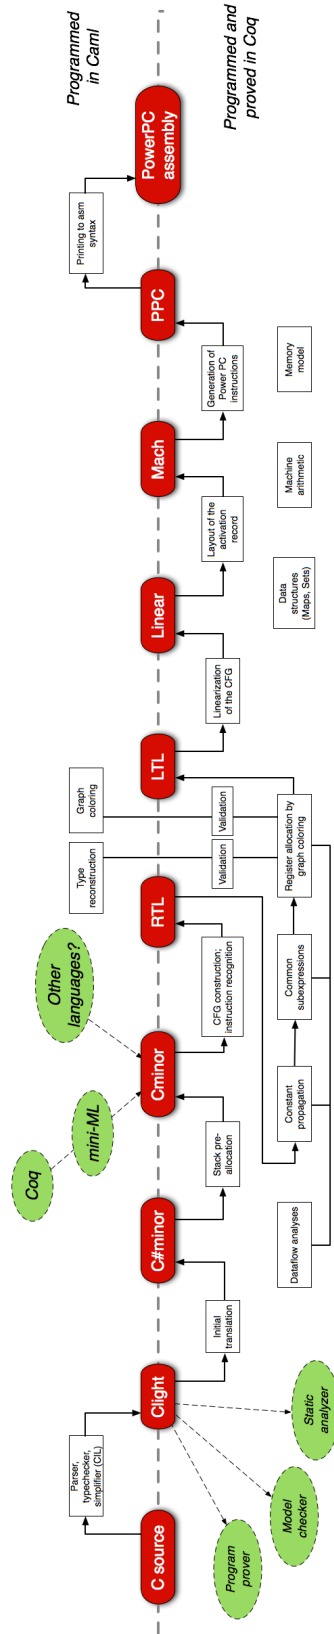 Programmed
in Caml
Programmed and
proved in Coq
C source
Parser,
typechecker,
simplifier (CIL)
Clight
Program
prover
Model
checker
Static
analyzer
Initial
translation
C#minor
Stack pre-
allocation
Cminor
Coq
mini-ML
Other
languages?
CFG construction;
instruction recognition
RTL
Type
reconstruction
Graph
coloring
Validation
Validation
Dataflow analyses
Constant
propagation
Common
subexpressions
Register allocation by
graph coloring
LTL
Linearization
of the CFG
Linear
Layout of the
activation
record
Mach
Generation of
Power PC
instructions
PPC
Printing to asm
syntax
PowerPC
assembly
Data
structures
(Maps, Sets)
Machine
arithmetic
Memory
model